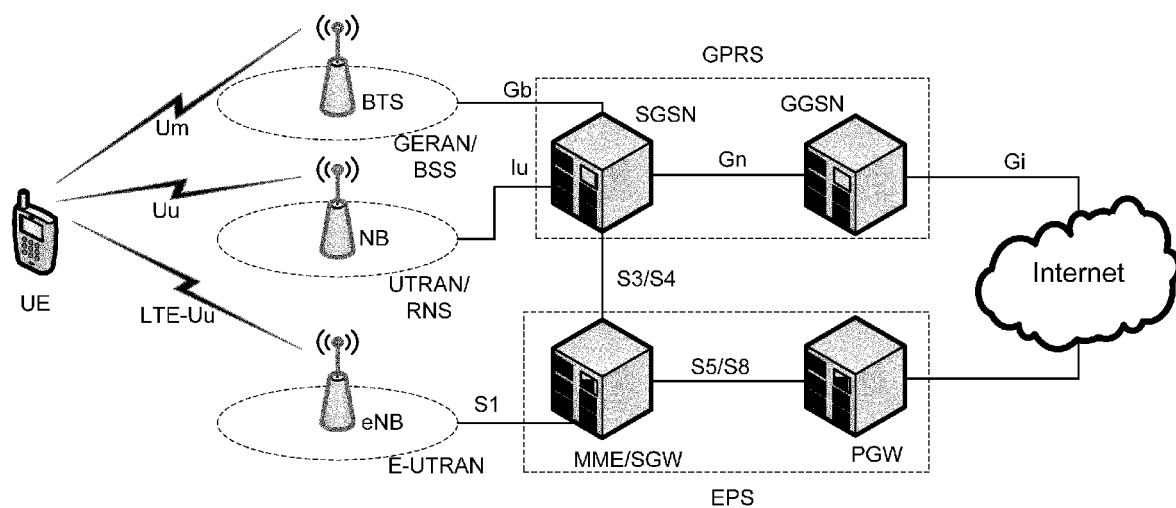 GPRS
BTS
Gb
SGSN
GGSN
Um
GERAN/
BSS
Iu
Gn
Gi
Uu
NB
Internet
UE
UTRAN/
RNS
S3/S4
LTE-Uu
S5/S8
S1
eNB
E-UTRAN
MME/SGW
PGW
EPS